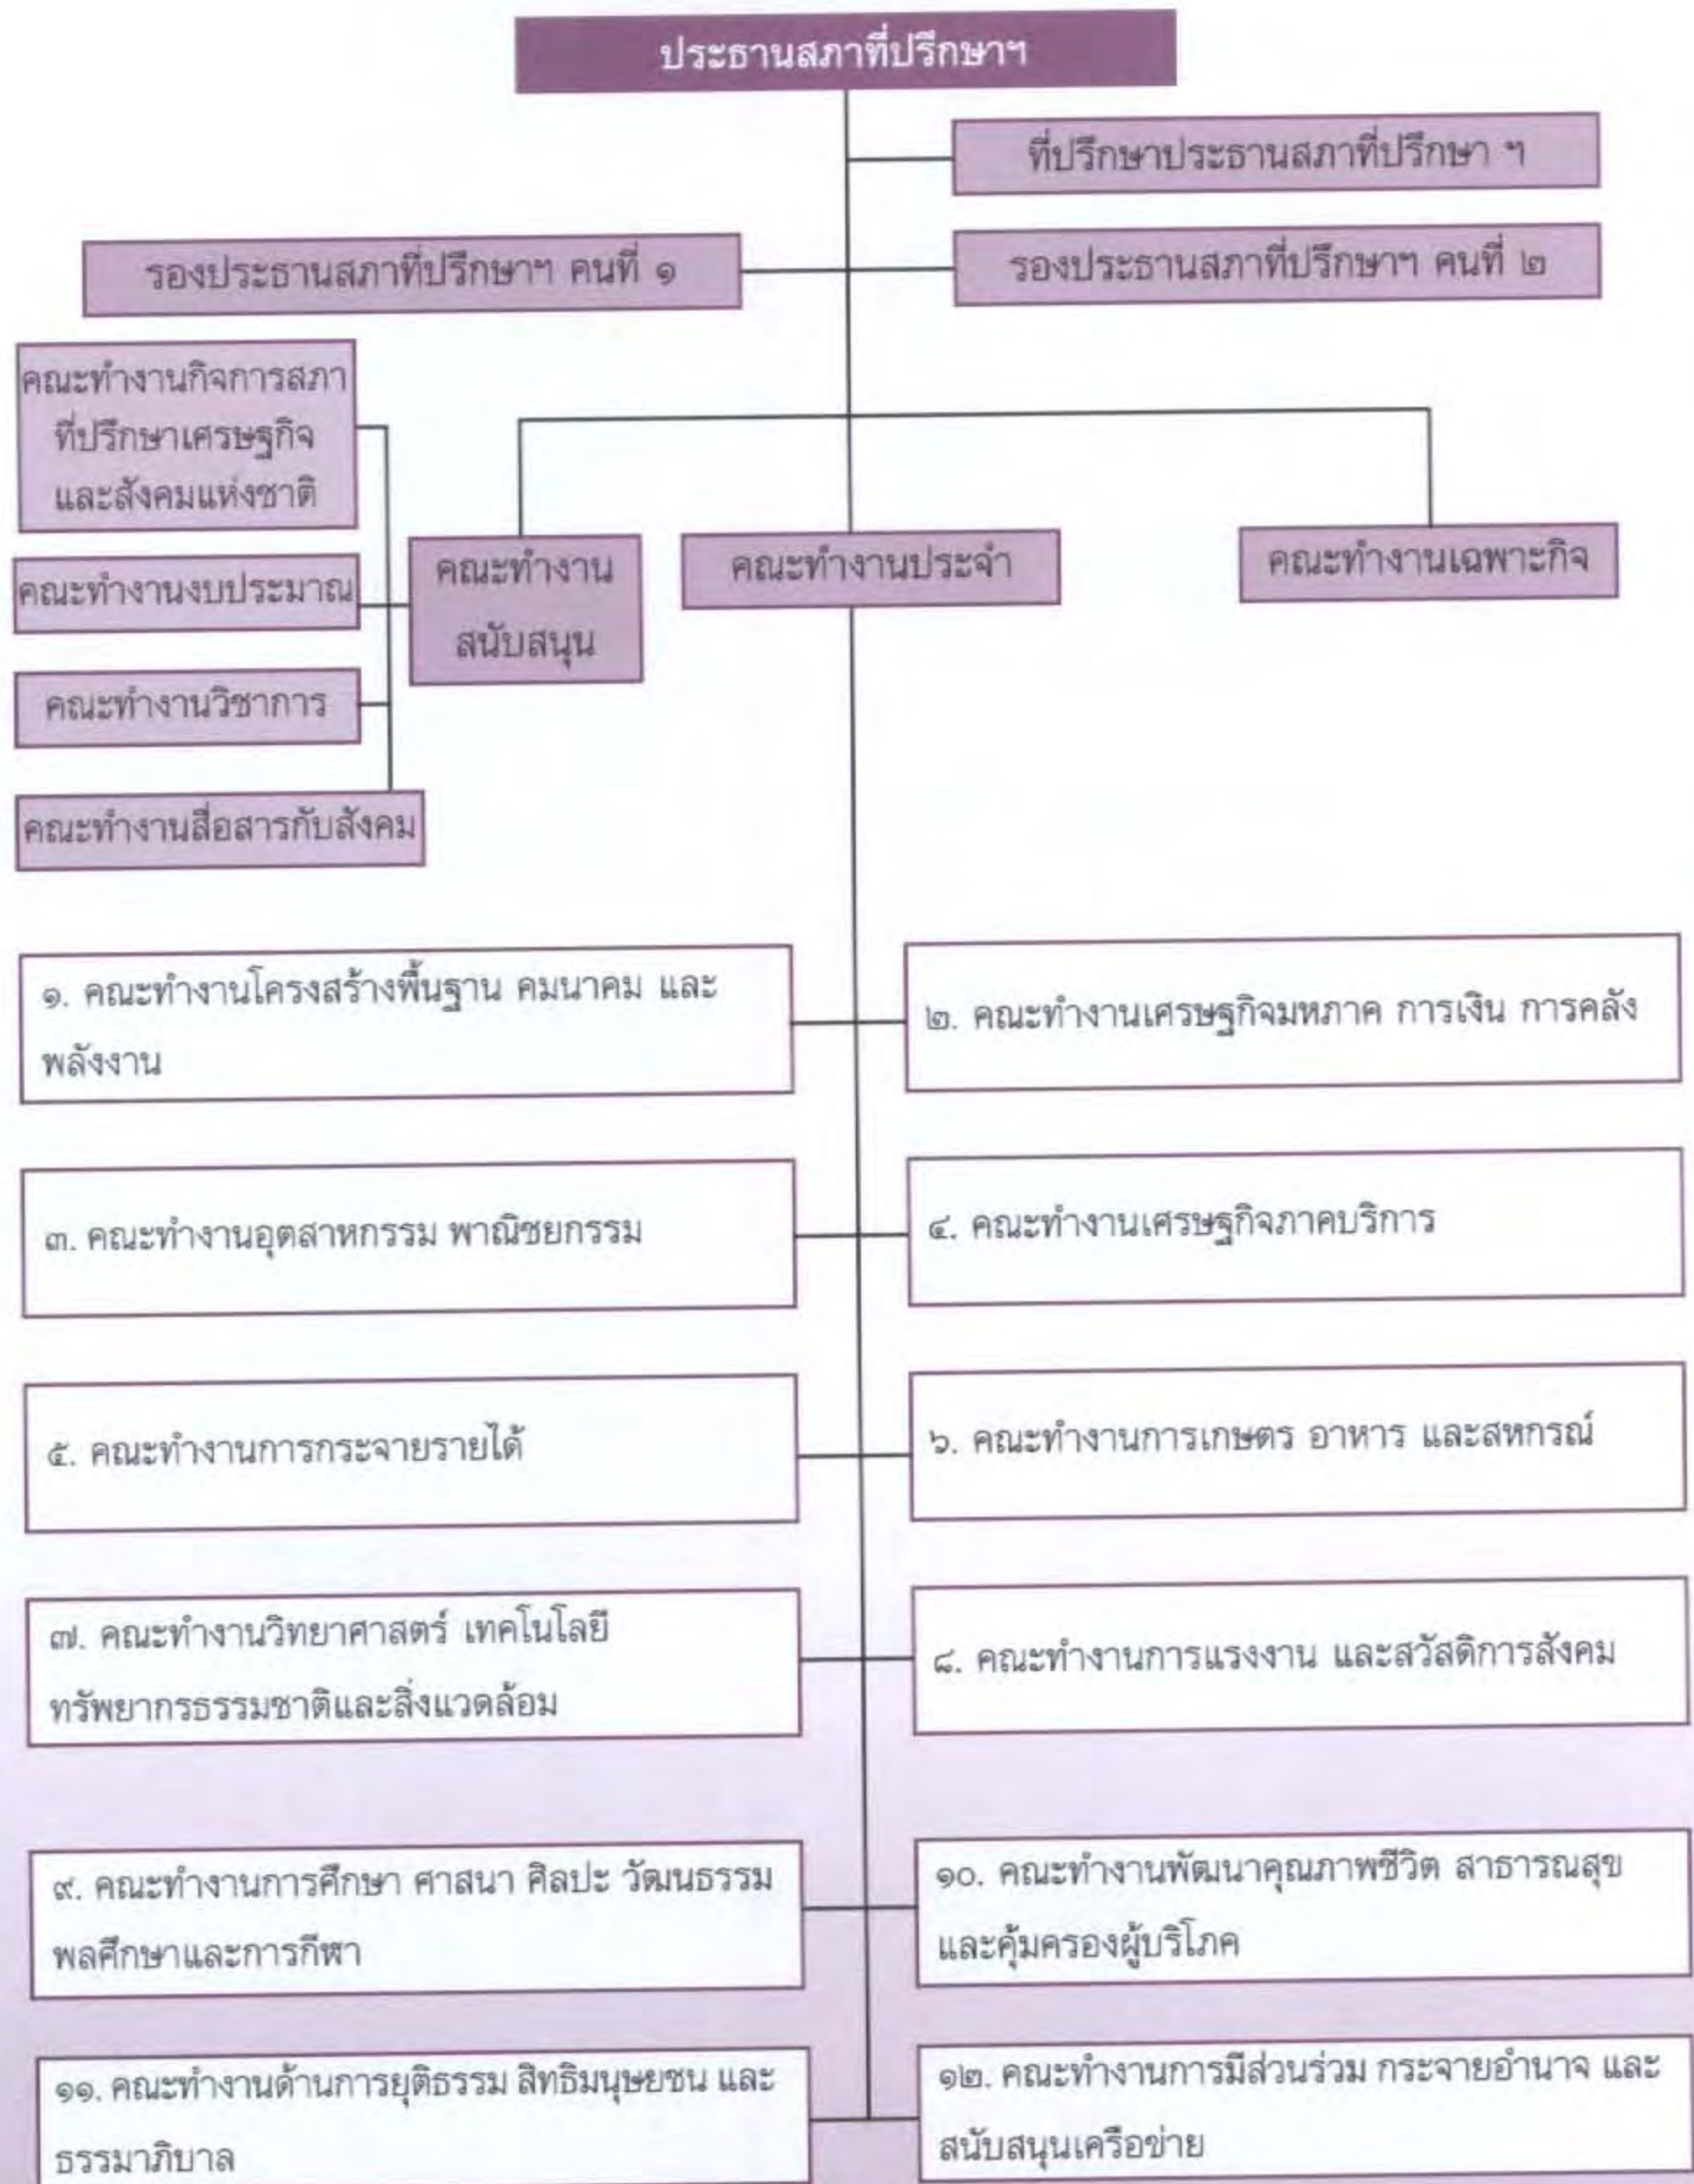 ประธานสภาที่ปรึกษาฯ
ที่ปรึกษาประธานสภาที่ปรึกษา ฯ
รองประธานสภาที่ปรึกษาฯ คนที่ ๑
รองประธานสภาที่ปรึกษาฯ คนที่ ๒
คณะทำงานกิจการสภา
ที่ปรึกษาเศรษฐกิจ
และสังคมแห่งชาติ
คณะทำงานงบประมาณ
คณะทำงานวิชาการ
คณะทำงานสื่อสารกับสังคม
คณะทำงาน
สนับสนุน
คณะทำงานประจำ
คณะทำงานเฉพาะกิจ
๑. คณะทำงานโครงสร้างพื้นฐาน คมนาคม และ
พลังงาน
๒. คณะทำงานเศรษฐกิจมหภาค การเงิน การคลัง
๓. คณะทำงานอุตสาหกรรม พาณิชยกรรม
๔. คณะทำงานเศรษฐกิจภาคบริการ
๕. คณะทำงานการกระจายรายได้
๖. คณะทำงานการเกษตร อาหาร และสหกรณ์
๗. คณะทำงานวิทยาศาสตร์ เทคโนโลยี
ทรัพยากรธรรมชาติและสิ่งแวดล้อม
๘. คณะทำงานการแรงงาน และสวัสดิการสังคม
๙. คณะทำงานการศึกษา ศาสนา ศิลปะ วัฒนธรรม
พลศึกษาและการกีฬา
๑๐. คณะทำงานพัฒนาคุณภาพชีวิต สาธารณสุข
และคุ้มครองผู้บริโภค
๑๑. คณะทำงานด้านการยุติธรรม สิทธิมนุษยชน และ
ธรรมาภิบาล
๑๒. คณะทำงานการมีส่วนร่วม กระจายอำนาจ และ
สนับสนุนเครือข่าย